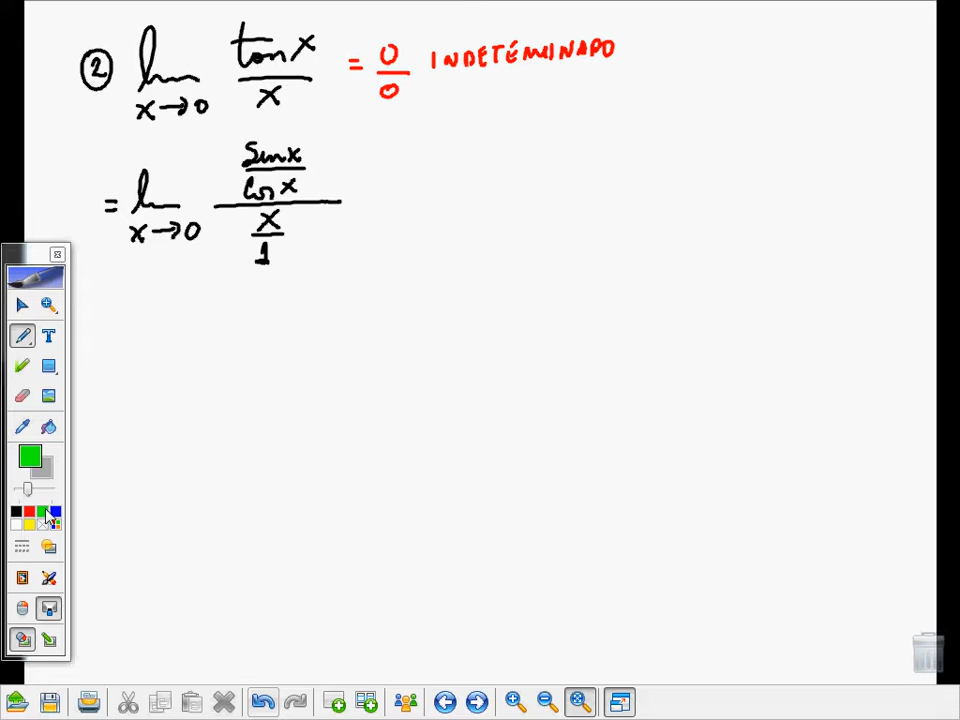 ② lim x→0 tan x / x = 0/0 INDETÉMINADO
= lim x→0 (sin x / cos x) / (x / 1)
T